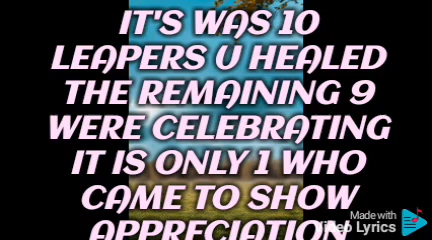 IT'S WAS 10
LEAPERS U HEALED
THE REMAINING 9
WERE CELEBRATING
IT IS ONLY 1 WHO
CAME TO SHOW
APPRECIATION
Made with
Video Lyrics